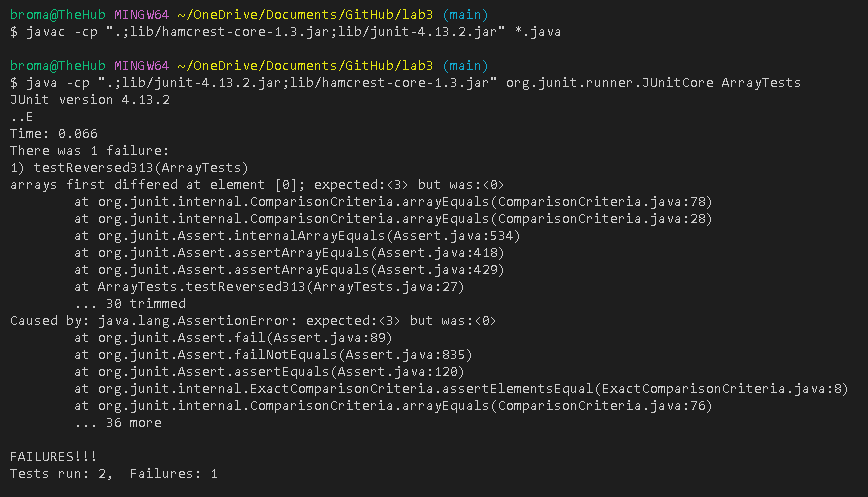 broma@TheHub MINGW64 ~/OneDrive/Documents/GitHub/lab3 (main)
$ javac -cp ".;lib/hamcrest-core-1.3.jar;lib/junit-4.13.2.jar" *.java

broma@TheHub MINGW64 ~/OneDrive/Documents/GitHub/lab3 (main)
$ java -cp ".;lib/junit-4.13.2.jar;lib/hamcrest-core-1.3.jar" org.junit.runner.JUnitCore ArrayTests
JUnit version 4.13.2
..E
Time: 0.066
There was 1 failure:
1) testReversed313(ArrayTests)
arrays first differed at element [0]; expected:<3> but was:<0>
        at org.junit.internal.ComparisonCriteria.arrayEquals(ComparisonCriteria.java:78)
        at org.junit.internal.ComparisonCriteria.arrayEquals(ComparisonCriteria.java:28)
        at org.junit.Assert.internalArrayEquals(Assert.java:534)
        at org.junit.Assert.assertArrayEquals(Assert.java:418)
        at org.junit.Assert.assertArrayEquals(Assert.java:429)
        at ArrayTests.testReversed313(ArrayTests.java:27)
        ... 30 trimmed
Caused by: java.lang.AssertionError: expected:<3> but was:<0>
        at org.junit.Assert.fail(Assert.java:89)
        at org.junit.Assert.failNotEquals(Assert.java:835)
        at org.junit.Assert.assertEquals(Assert.java:120)
        at org.junit.internal.ExactComparisonCriteria.assertElementsEqual(ExactComparisonCriteria.java:8)
        at org.junit.internal.ComparisonCriteria.arrayEquals(ComparisonCriteria.java:76)
        ... 36 more

FAILURES!!!
Tests run: 2,  Failures: 1